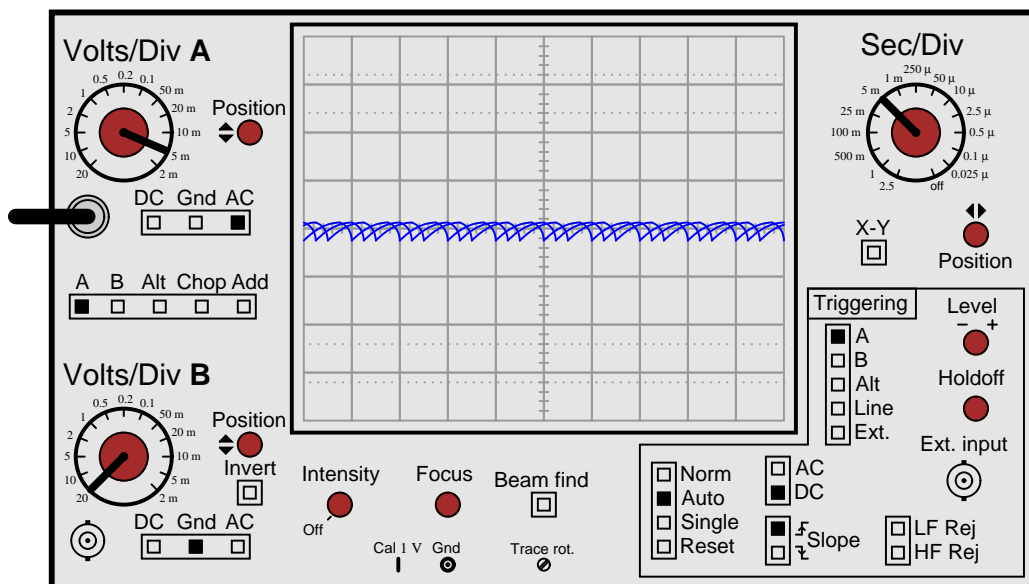 Volts/Div A
0.5 0.2 0.1
1 50 m
2 20 m
5 10 m
10 5 m
20 2 m
Position
DC Gnd AC
A B Alt Chop Add
Volts/Div B
0.5 0.2 0.1
1 50 m
2 20 m
5 10 m
10 5 m
20 2 m
Position
Invert
DC Gnd AC
Intensity
Off
Focus
Beam find
Cal 1 V Gnd
Trace rot.
Sec/Div
250 µ
1 m 50 µ
5 m 10 µ
25 m 2.5 µ
100 m 0.5 µ
500 m 0.1 µ
1 0.025 µ
2.5 off
X-Y
Position
Triggering
A
B
Alt
Line
Ext.
Level
− +
Holdoff
Ext. input
Norm
Auto
Single
Reset
AC
DC
Slope
LF Rej
HF Rej